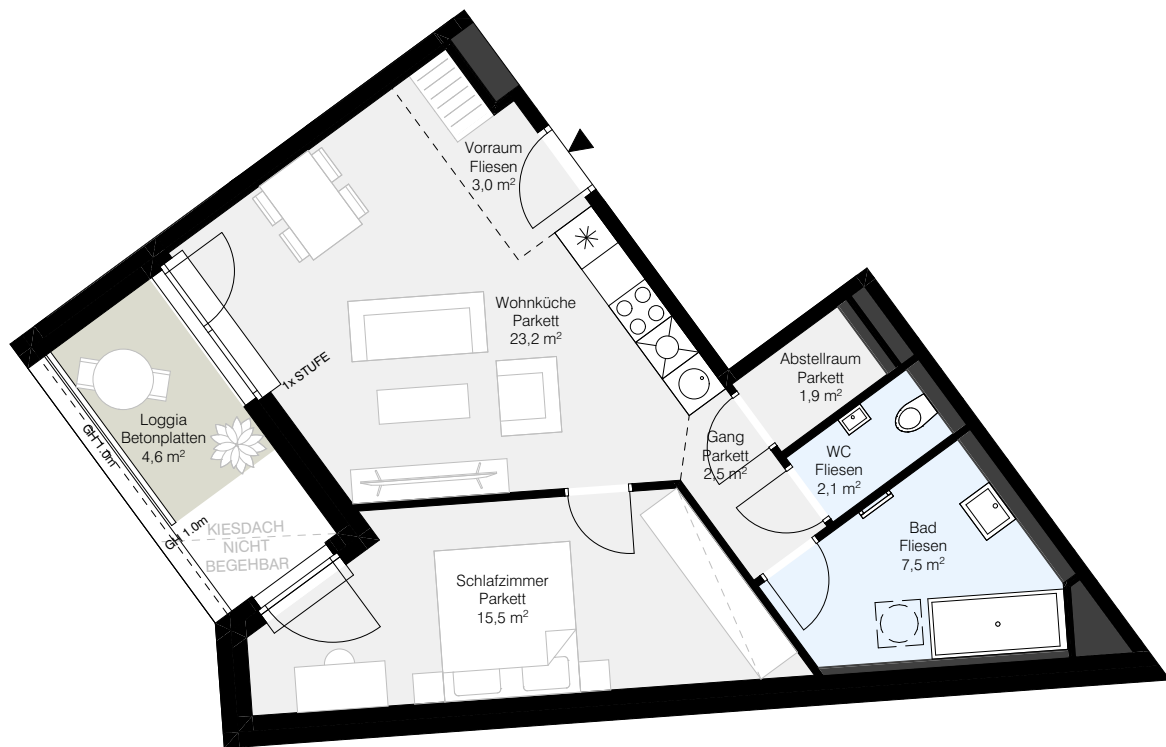 Vorraum
Fliesen
3,0 m²
Wohnküche
Parkett
23,2 m²
1x STUFE
Abstellraum
Parkett
1,9 m²
Loggia
Betonplatten
4,6 m²
GH 1.0m
Gang
Parkett
2,5 m²
WC
Fliesen
2,1 m²
GH 1.0m
KIESDACH
NICHT
BEGEHBAR
Bad
Fliesen
7,5 m²
Schlafzimmer
Parkett
15,5 m²